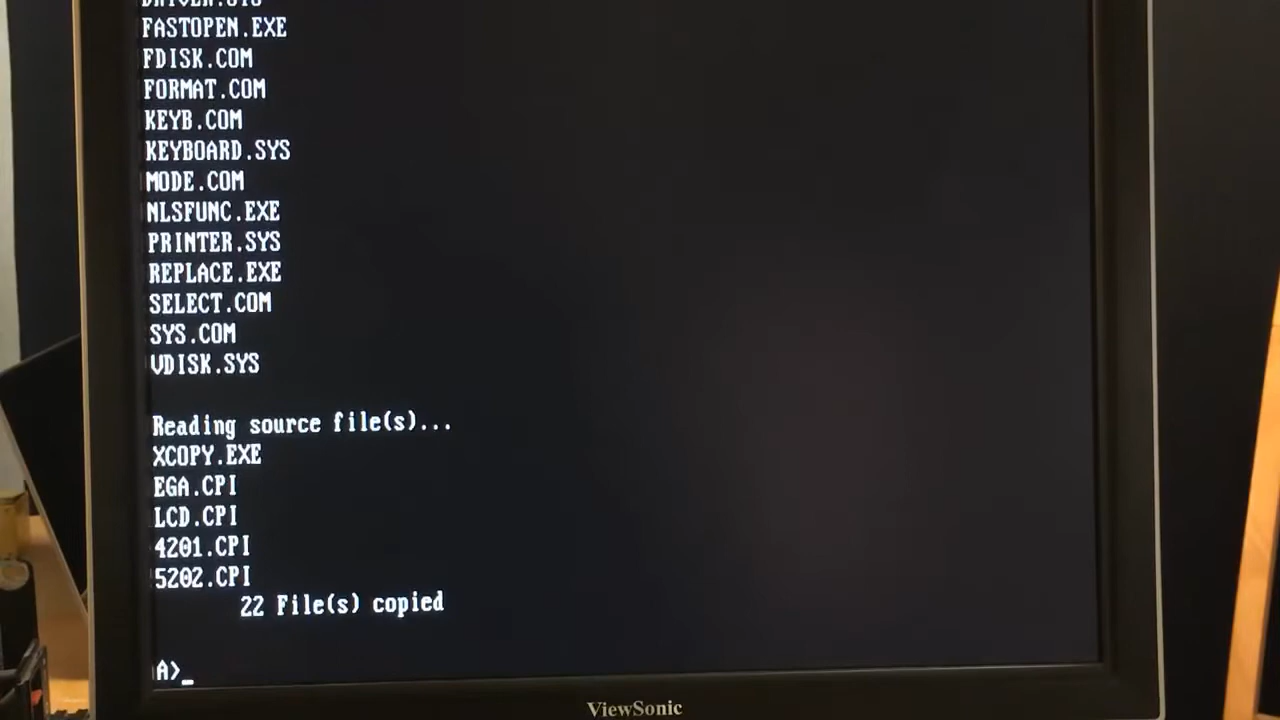 DRIVER.SYS
FASTOPEN.EXE
FDISK.COM
FORMAT.COM
KEYB.COM
KEYBOARD.SYS
MODE.COM
NLSFUNC.EXE
PRINTER.SYS
REPLACE.EXE
SELECT.COM
SYS.COM
VDISK.SYS
Reading source file(s)...
XCOPY.EXE
EGA.CPI
LCD.CPI
4201.CPI
5202.CPI
22 File(s) copied
A>_
ViewSonic